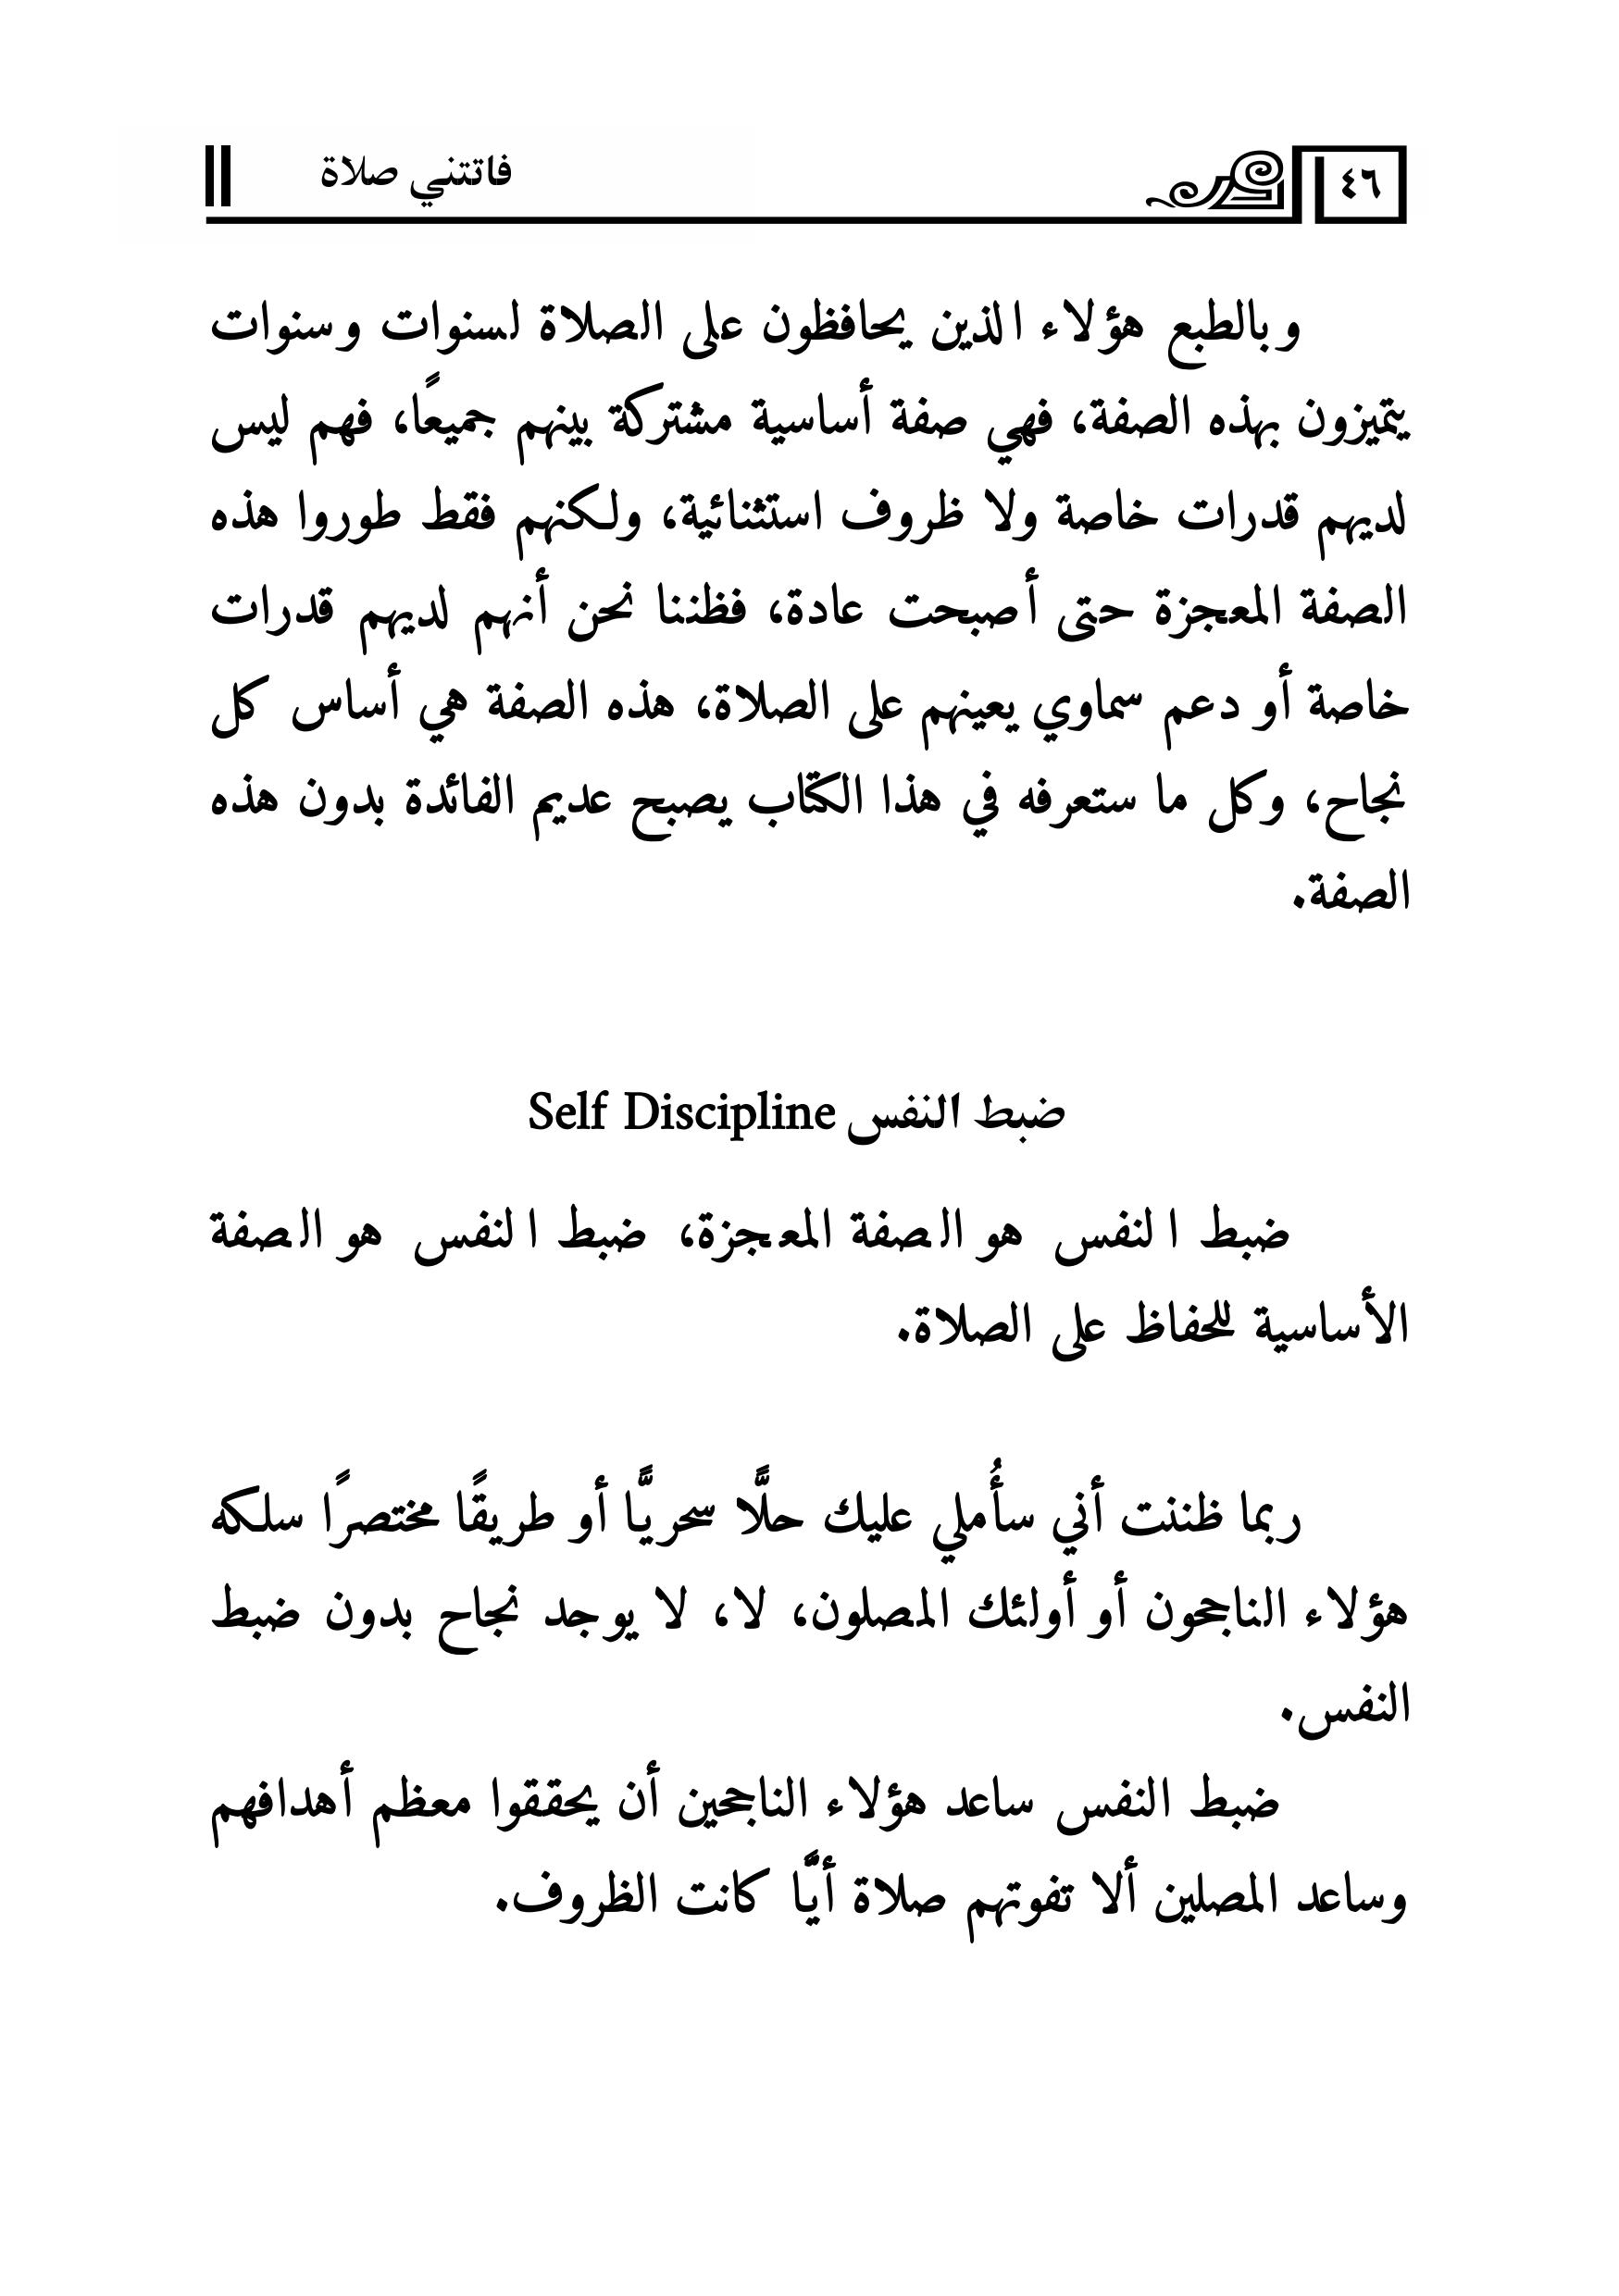 ٤٦
فاتتني صلاة
وبالطبع هؤلاء الذين يحافظون على الصلاة لسنوات وسنوات
يتميزون بهذه الصفة، فهي صفة أساسية مشتركة بينهم جميعًا، فهم ليس
لديهم قدرات خاصة ولا ظروف استثنائية، ولكنهم فقط طوروا هذه
الصفة المعجزة حتى أصبحت عادة، فظننا نحن أنهم لديهم قدرات
خاصة أو دعم سماوي يعينهم على الصلاة، هذه الصفة هي أساس كل
نجاح، وكل ما ستعرفه في هذا الكتاب يصبح عديم الفائدة بدون هذه
الصفة.
ضبط النفس Self Discipline
ضبط النفس هو الصفة المعجزة، ضبط النفس هو الصفة
الأساسية للحفاظ على الصلاة.
ربما ظننت أني سأُملي عليك حلًّا سحريًّا أو طريقًا مختصرًا سلكه
هؤلاء الناجحون أو أولئك المصلون، لا، لا يوجد نجاح بدون ضبط
النفس.
ضبط النفس ساعد هؤلاء الناجحين أن يحققوا معظم أهدافهم
وساعد المصلين ألا تفوتهم صلاة أيًّا كانت الظروف.